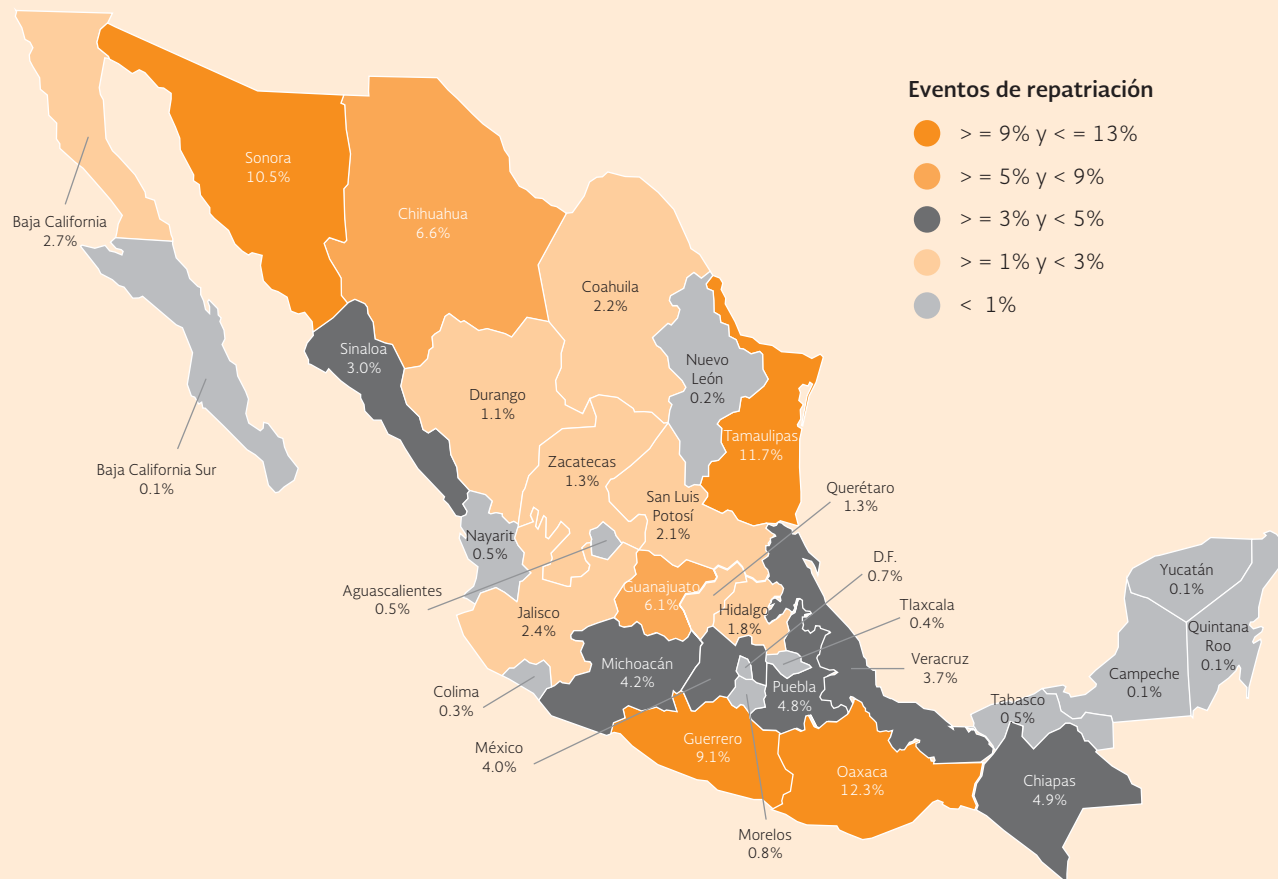 Eventos de repatriación
> = 9% y < = 13%
> = 5% y < 9%
> = 3% y < 5%
> = 1% y < 3%
< 1%
Sonora
10.5%
Chihuahua
6.6%
Baja California
2.7%
Coahuila
2.2%
Sinaloa
3.0%
Nuevo
León
0.2%
Durango
1.1%
Tamaulipas
11.7%
Baja California Sur
0.1%
Zacatecas
1.3%
San Luis
Potosí
2.1%
Querétaro
1.3%
Nayarit
0.5%
D.F.
0.7%
Aguascalientes
0.5%
Guanajuato
6.1%
Yucatán
0.1%
Jalisco
2.4%
Hidalgo
1.8%
Tlaxcala
0.4%
Quintana
Roo
0.1%
Michoacán
4.2%
Veracruz
3.7%
Campeche
0.1%
Colima
0.3%
Puebla
4.8%
Tabasco
0.5%
México
4.0%
Guerrero
9.1%
Oaxaca
12.3%
Chiapas
4.9%
Morelos
0.8%